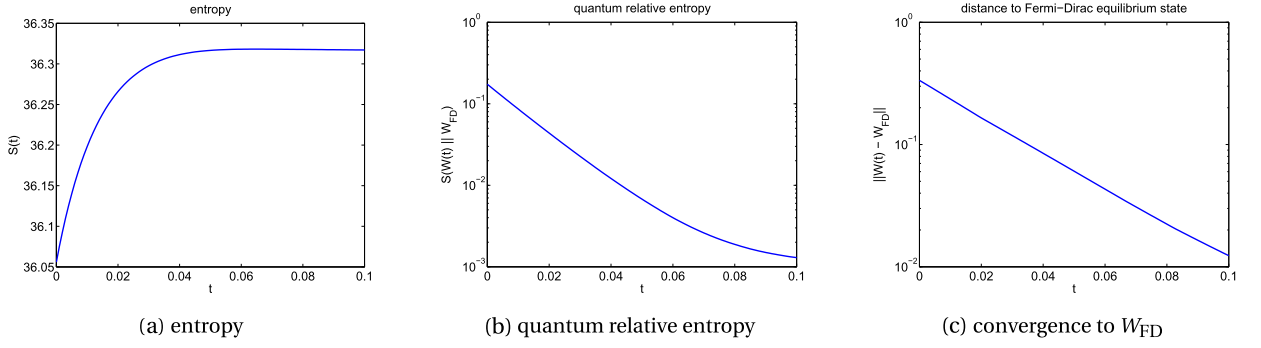 entropy
36.35
36.3
36.25
36.2
36.15
36.1
36.05
S(t)
0 0.02 0.04 0.06 0.08 0.1
t
(a) entropy
quantum relative entropy
10⁰
10⁻¹
10⁻²
10⁻³
S(W(t) || W_FD)
0 0.02 0.04 0.06 0.08 0.1
t
(b) quantum relative entropy
distance to Fermi−Dirac equilibrium state
10⁰
10⁻¹
10⁻²
||W(t) − W_FD||
0 0.02 0.04 0.06 0.08 0.1
t
(c) convergence to W_FD